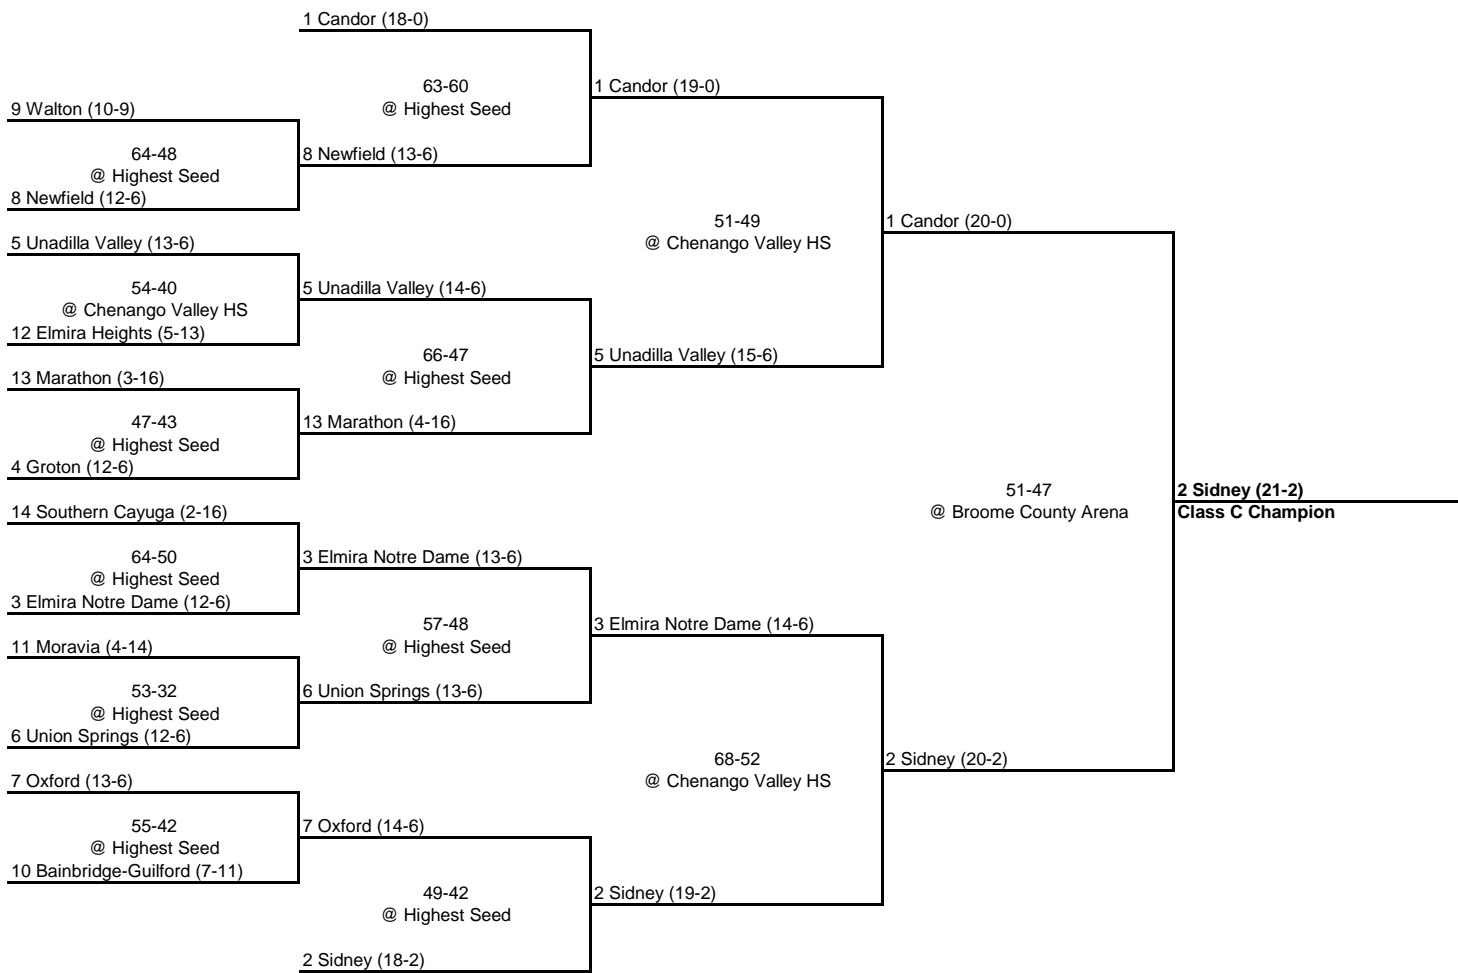 1 Candor (18-0)
63-60
@ Highest Seed
1 Candor (19-0)
9 Walton (10-9)
64-48
@ Highest Seed
8 Newfield (13-6)
8 Newfield (12-6)
51-49
@ Chenango Valley HS
1 Candor (20-0)
5 Unadilla Valley (13-6)
54-40
@ Chenango Valley HS
5 Unadilla Valley (14-6)
12 Elmira Heights (5-13)
66-47
@ Highest Seed
5 Unadilla Valley (15-6)
13 Marathon (3-16)
47-43
@ Highest Seed
13 Marathon (4-16)
4 Groton (12-6)
51-47
@ Broome County Arena
2 Sidney (21-2)
Class C Champion
14 Southern Cayuga (2-16)
64-50
@ Highest Seed
3 Elmira Notre Dame (13-6)
3 Elmira Notre Dame (12-6)
57-48
@ Highest Seed
3 Elmira Notre Dame (14-6)
11 Moravia (4-14)
53-32
@ Highest Seed
6 Union Springs (13-6)
6 Union Springs (12-6)
68-52
@ Chenango Valley HS
2 Sidney (20-2)
7 Oxford (13-6)
55-42
@ Highest Seed
7 Oxford (14-6)
10 Bainbridge-Guilford (7-11)
49-42
@ Highest Seed
2 Sidney (19-2)
2 Sidney (18-2)